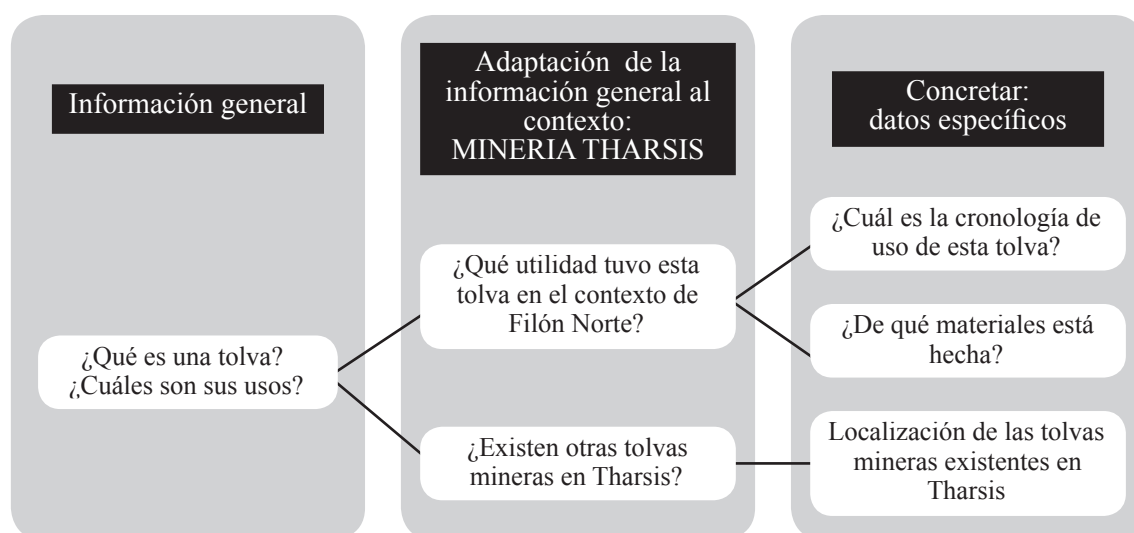 Información general
¿Qué es una tolva?
¿Cuáles son sus usos?
Adaptación de la
información general al
contexto:
MINERIA THARSIS
¿Qué utilidad tuvo esta
tolva en el contexto de
Filón Norte?
¿Existen otras tolvas
mineras en Tharsis?
Concretar:
datos específicos
¿Cuál es la cronología de
uso de esta tolva?
¿De qué materiales está
hecha?
Localización de las tolvas
mineras existentes en
Tharsis